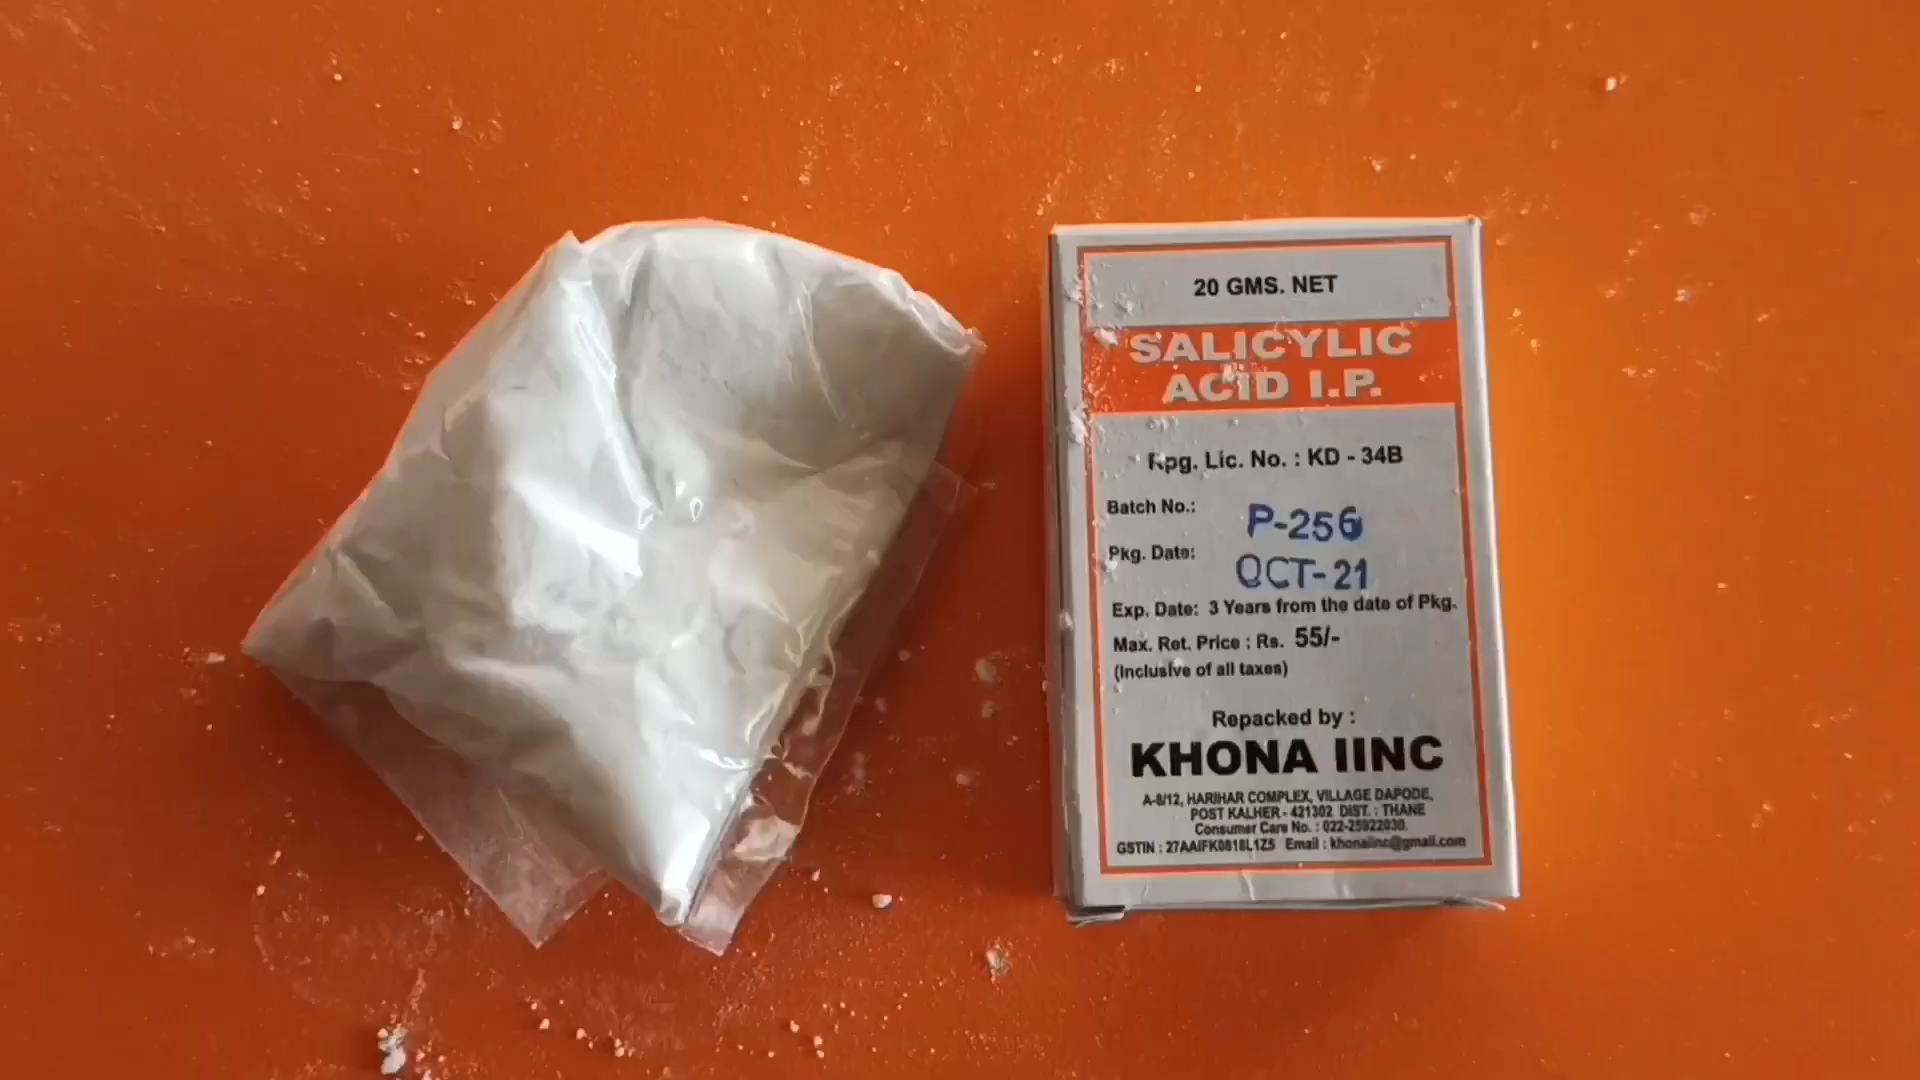 20 GMS. NET
SALICYLIC
ACID I.P.
Rpg. Lic. No. : KD - 34B
Batch No.: P-256
Pkg. Date: OCT-21
Exp. Date: 3 Years from the date of Pkg.
Max. Ret. Price : Rs. 55/-
(Inclusive of all taxes)
Repacked by :
KHONA IINC
A-8/12, HARIHAR COMPLEX, VILLAGE DAPODE,
POST KALHER - 421302 DIST. : THANE
Consumer Care No. : 022-25922030.
GSTIN : 27AAIFK0818L1Z5 Email : khonaiinc@gmail.com